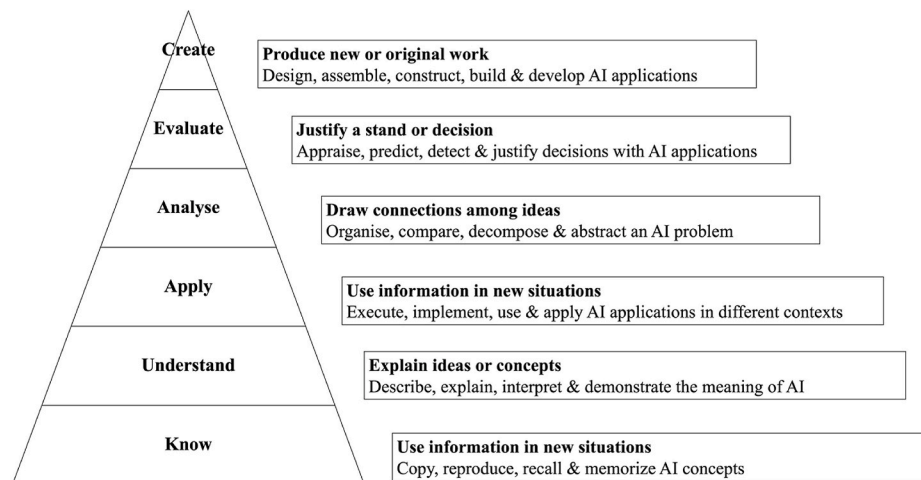 Create
Produce new or original work
Design, assemble, construct, build & develop AI applications
Evaluate
Justify a stand or decision
Appraise, predict, detect & justify decisions with AI applications
Analyse
Draw connections among ideas
Organise, compare, decompose & abstract an AI problem
Apply
Use information in new situations
Execute, implement, use & apply AI applications in different contexts
Understand
Explain ideas or concepts
Describe, explain, interpret & demonstrate the meaning of AI
Know
Use information in new situations
Copy, reproduce, recall & memorize AI concepts